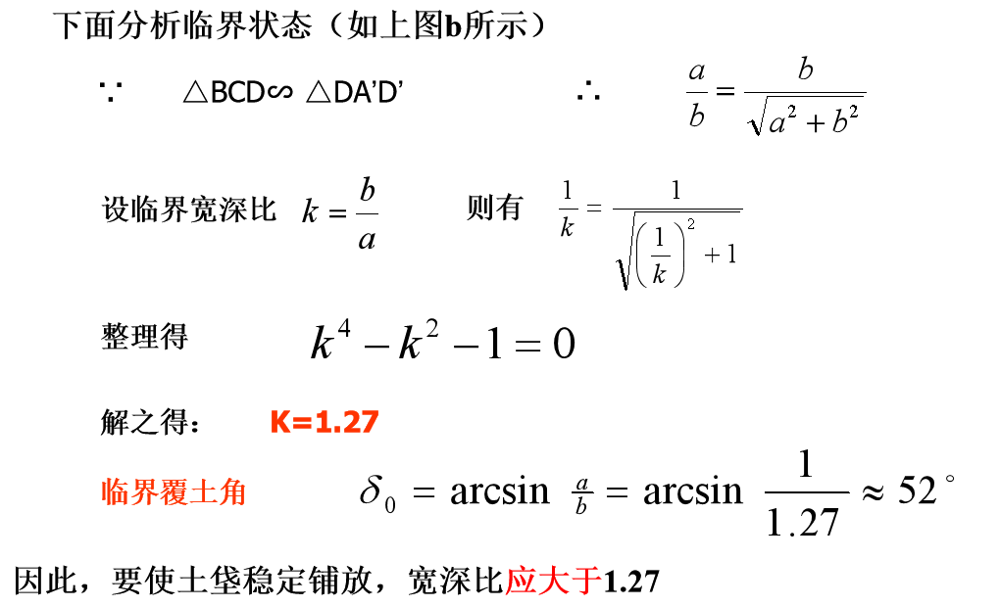 下面分析临界状态（如上图b所示）
∵ △BCD∽ △DA’D’ ∴ \frac{a}{b} = \frac{b}{\sqrt{a^2+b^2}}
设临界宽深比 k = \frac{b}{a} 则有 \frac{1}{k} = \frac{1}{\sqrt{\left(\frac{1}{k}\right)^2+1}}
整理得 k^4 − k^2 − 1 = 0
解之得： K=1.27
临界覆土角 δ_0 = arcsin \frac{a}{b} = arcsin \frac{1}{1.27} ≈ 52°
因此，要使土垡稳定铺放，宽深比应大于1.27